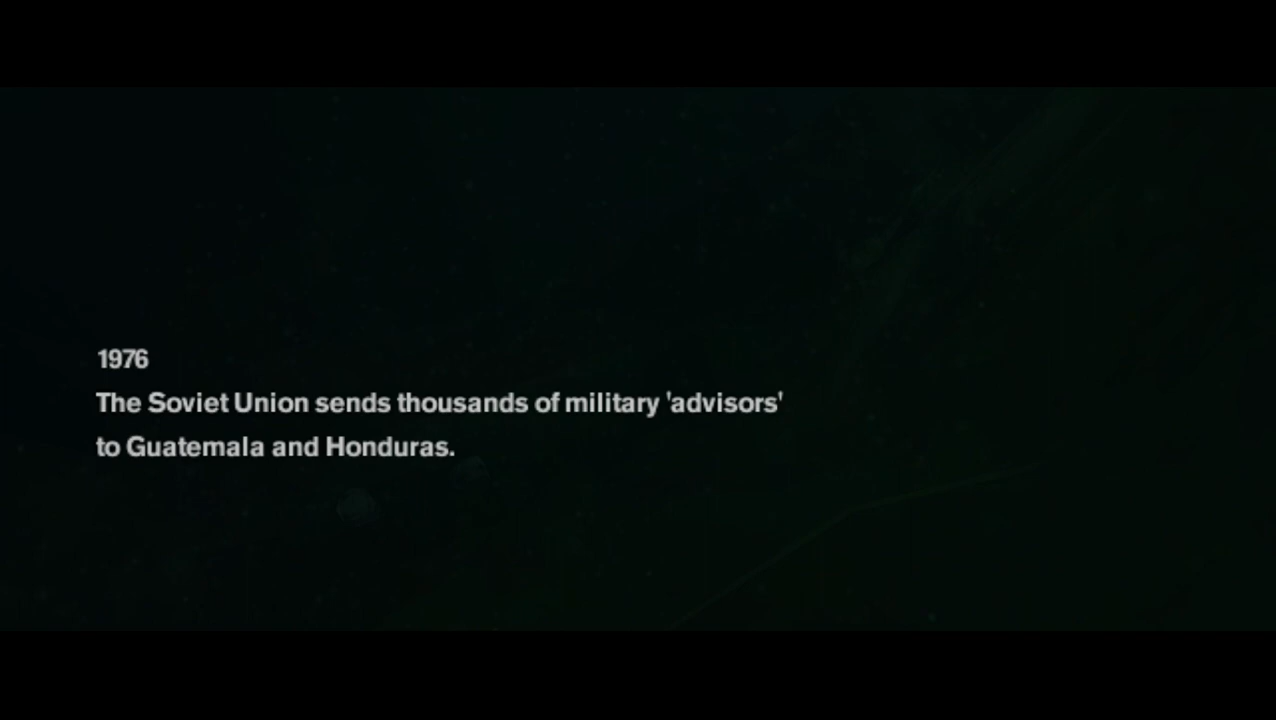 1976
The Soviet Union sends thousands of military 'advisors'
to Guatemala and Honduras.